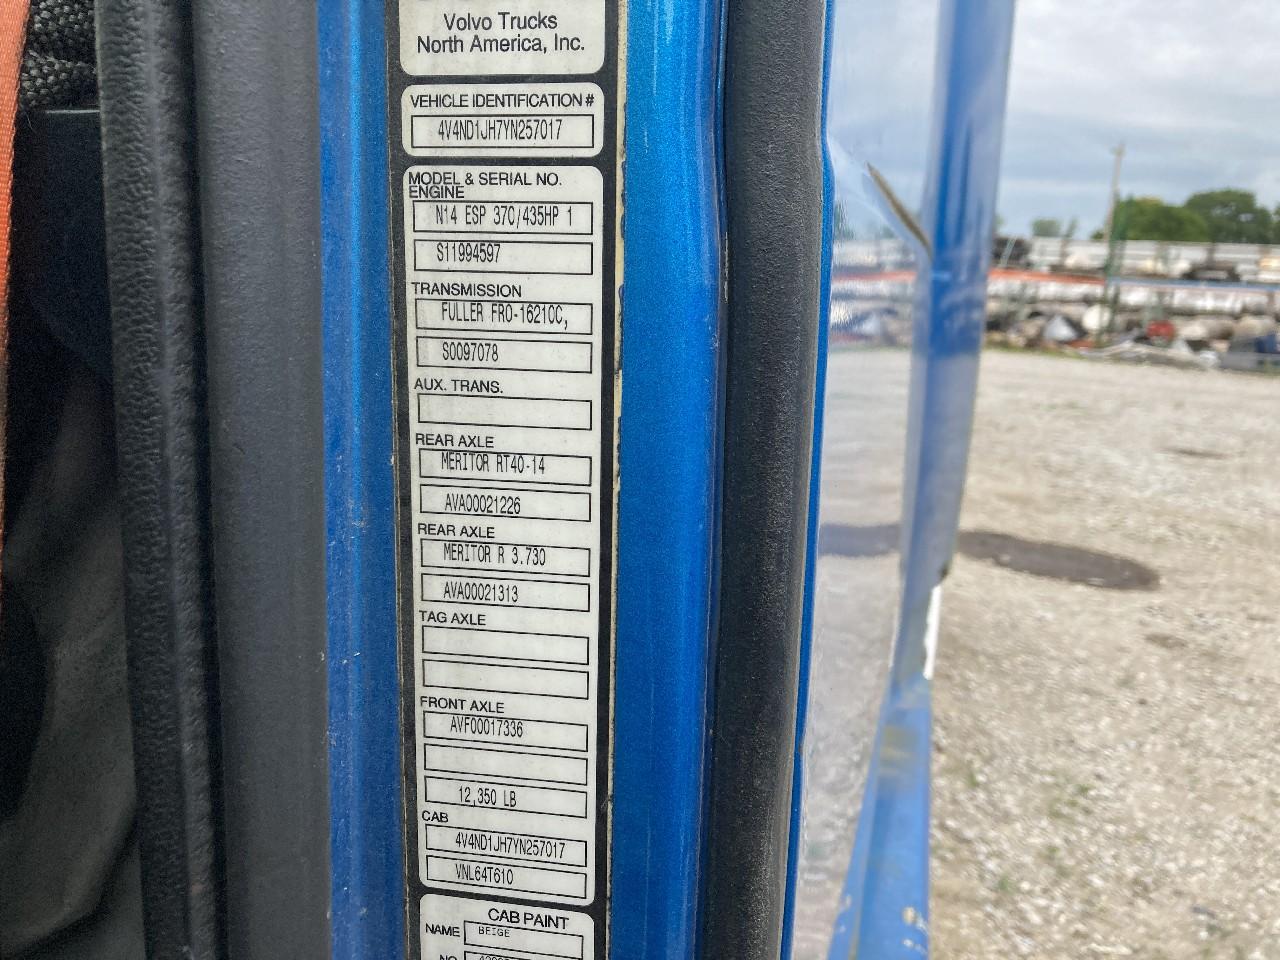 Volvo Trucks
North America, Inc.
VEHICLE IDENTIFICATION #
4V4ND1JH7YN257017
MODEL & SERIAL NO.
ENGINE
N14 ESP 370/435HP 1
S11994597
TRANSMISSION
FULLER FRO-16210C,
S0097078
AUX. TRANS.
REAR AXLE
MERITOR RT40-14
AVA00021226
REAR AXLE
MERITOR R 3.730
AVA00021313
TAG AXLE
FRONT AXLE
AVF00017336
12,350 LB
CAB
4V4ND1JH7YN257017
VNL64T610
CAB PAINT
NAME BEIGE
NO.